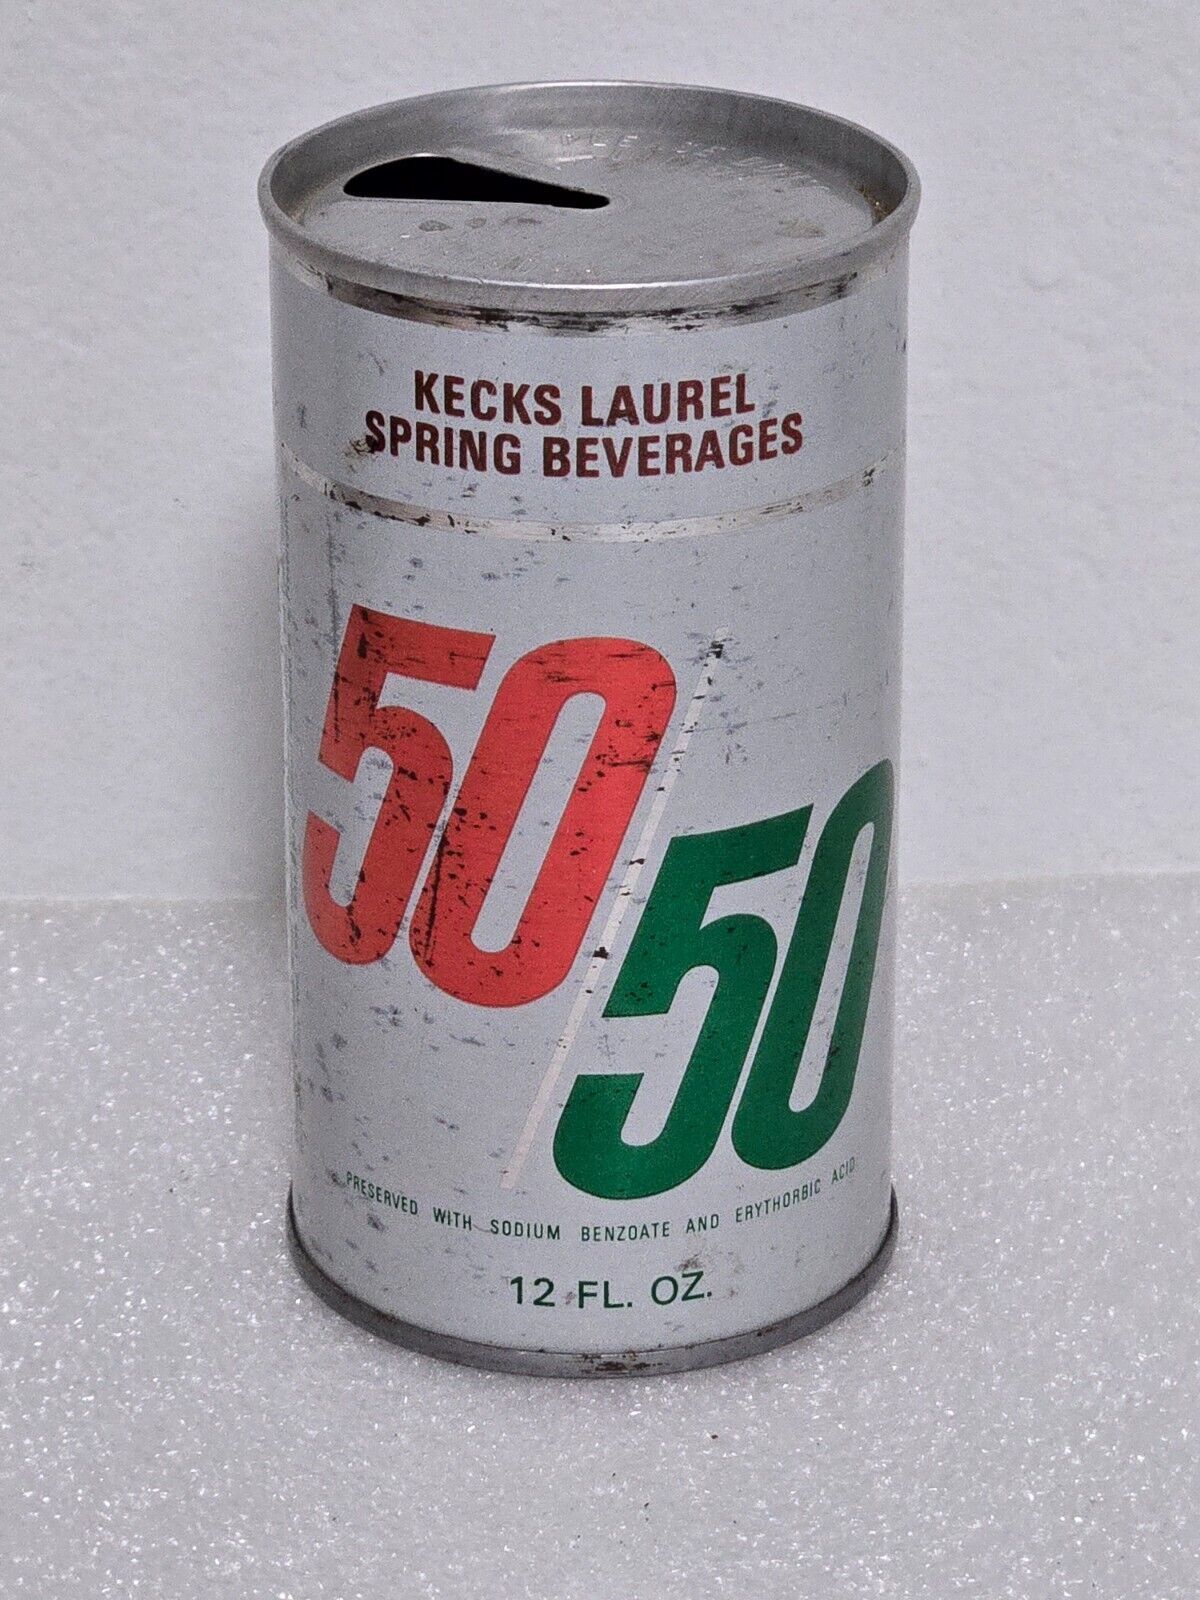 KECKS LAUREL
SPRING BEVERAGES
50/50
PRESERVED WITH SODIUM BENZOATE AND ERYTHORBIC ACID
12 FL. OZ.